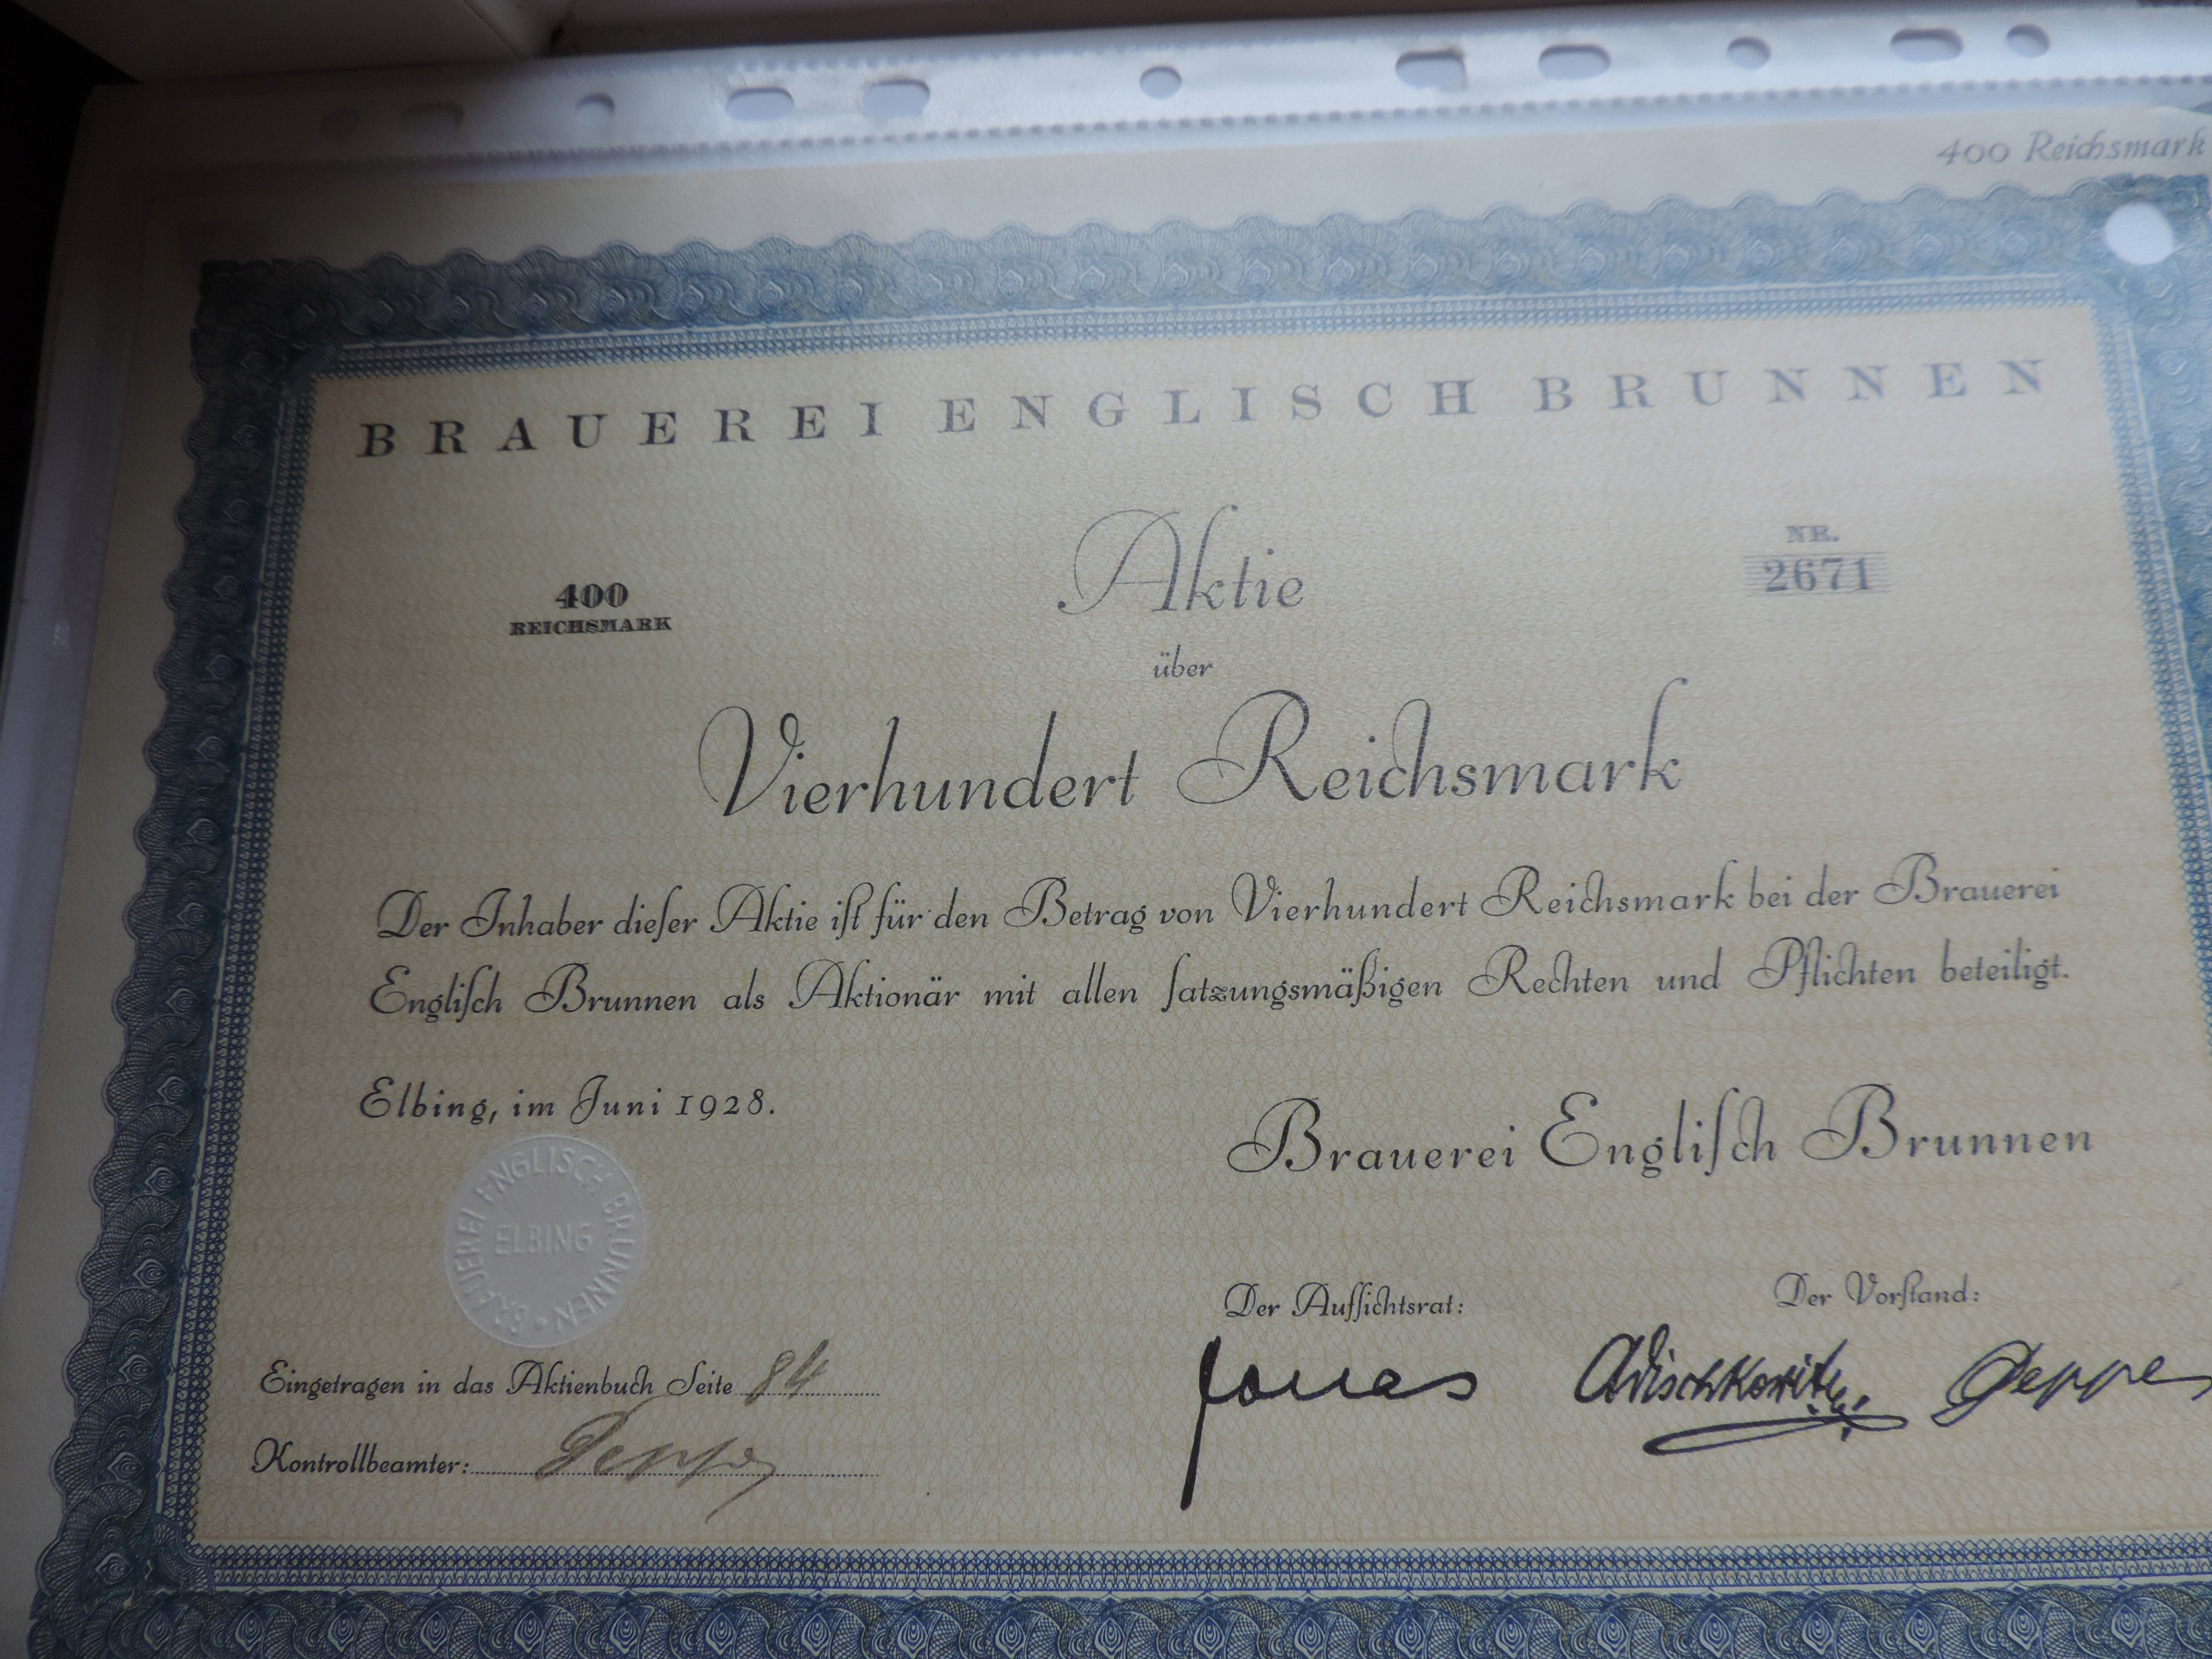 400 Reichsmark
BRAUEREI ENGLISCH BRUNNEN
Aktie
NR.
2671
400
REICHSMARK
über
Vierhundert Reichsmark
Der Inhaber dieſer Aktie iſt für den Betrag von Vierhundert Reichsmark bei der Brauerei
Engliſch Brunnen als Aktionär mit allen ſatzungsmäßigen Rechten und Pflichten beteiligt.
Elbing, im Juni 1928.
Brauerei Engliſch Brunnen
BRAUEREI ENGLISCH BRUNNEN •
ELBING
Der Aufſichtsrat:
Der Vorſtand:
Jonas
Eingetragen in das Aktienbuch Seite 84
Kontrollbeamter: